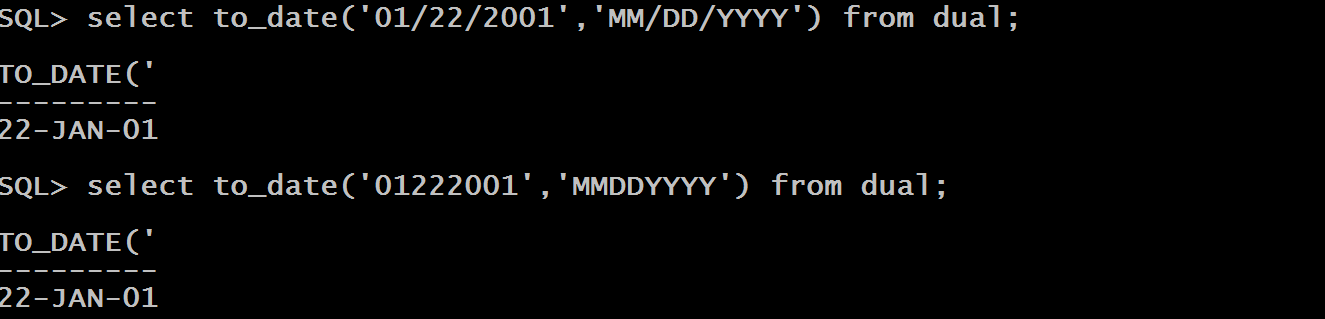 SQL> select to_date('01/22/2001','MM/DD/YYYY') from dual;
TO_DATE('
---------
22-JAN-01
SQL> select to_date('01222001','MMDDYYYY') from dual;
TO_DATE('
---------
22-JAN-01